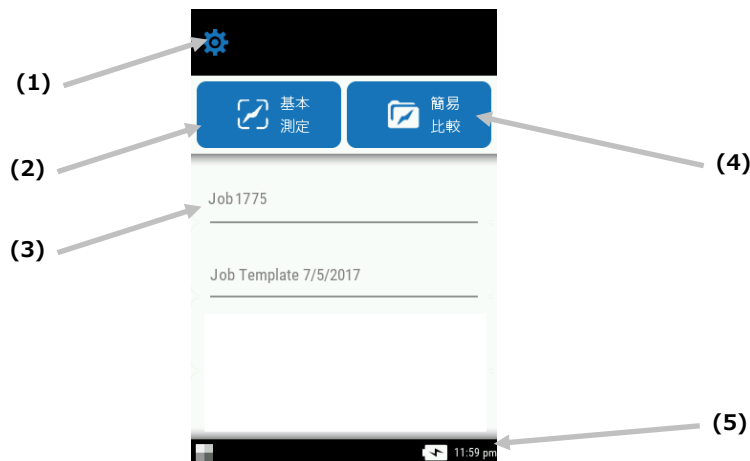 (1)
基本
測定
簡易
比較
(2)
(4)
Job1775
(3)
Job Template 7/5/2017
(5)
11:59 pm